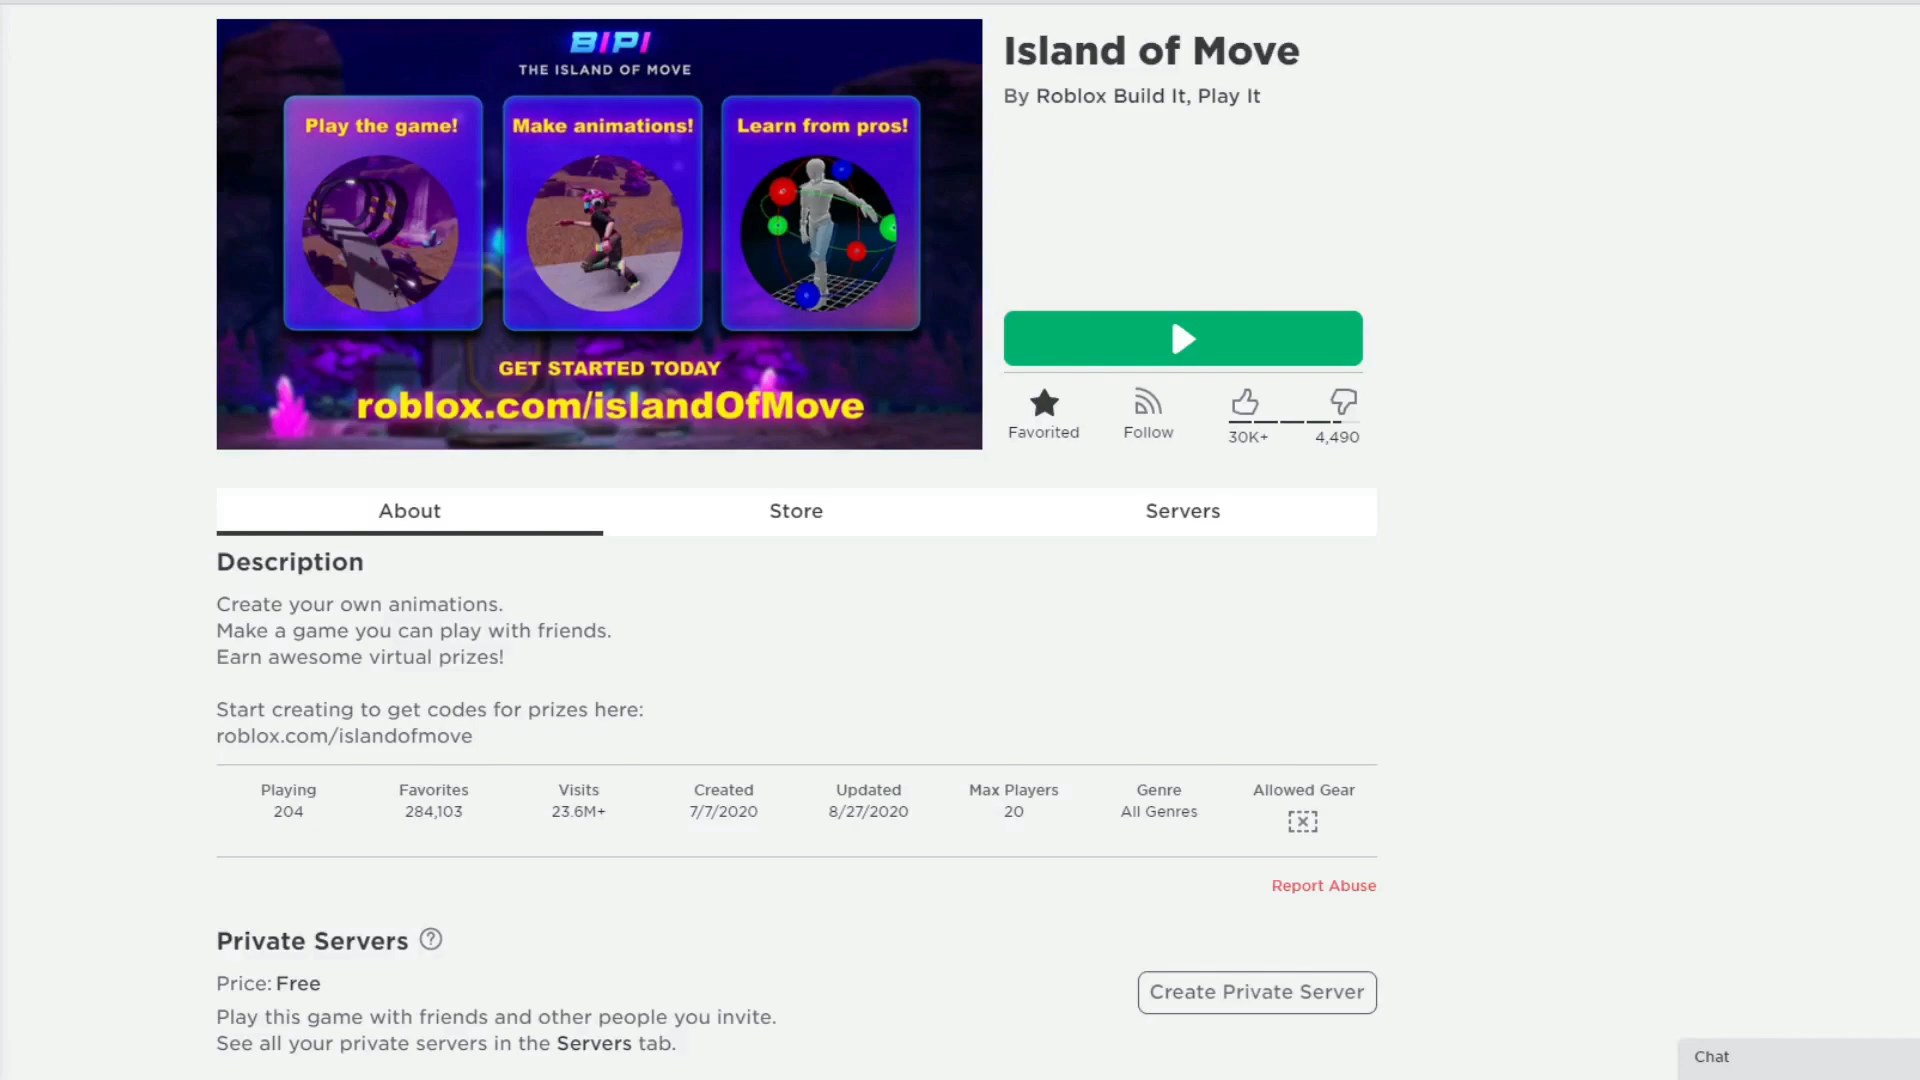 BIPI
THE ISLAND OF MOVE
Play the game!
Make animations!
Learn from pros!
GET STARTED TODAY
roblox.com/islandOfMove
Island of Move
By Roblox Build It, Play It
Favorited
Follow
30K+
4,490
About
Store
Servers
Description
Create your own animations.
Make a game you can play with friends.
Earn awesome virtual prizes!
Start creating to get codes for prizes here:
roblox.com/islandofmove
Playing
204
Favorites
284,103
Visits
23.6M+
Created
7/7/2020
Updated
8/27/2020
Max Players
20
Genre
All Genres
Allowed Gear
Report Abuse
Private Servers
Price: Free
Create Private Server
Play this game with friends and other people you invite.
See all your private servers in the Servers tab.
Chat